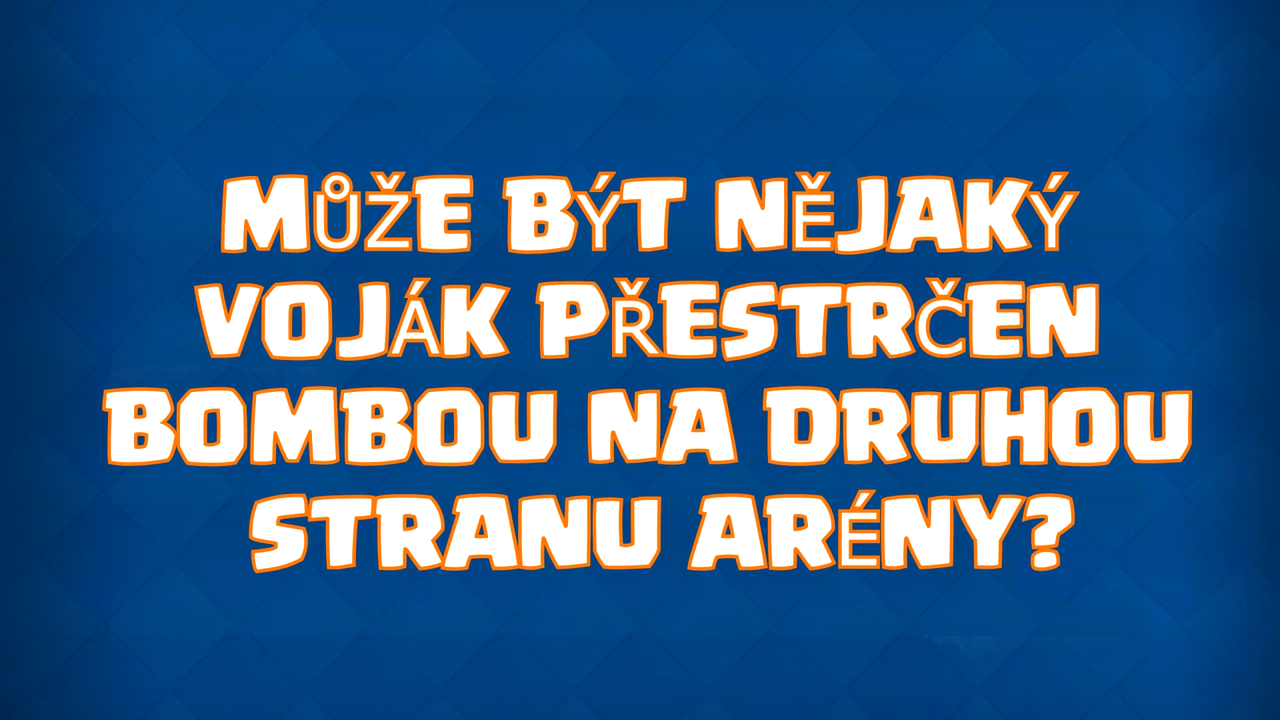 MŮŽE BÝT NĚJAKÝ
VOJÁK PŘESTRČEN
BOMBOU NA DRUHOU
STRANU ARÉNY?